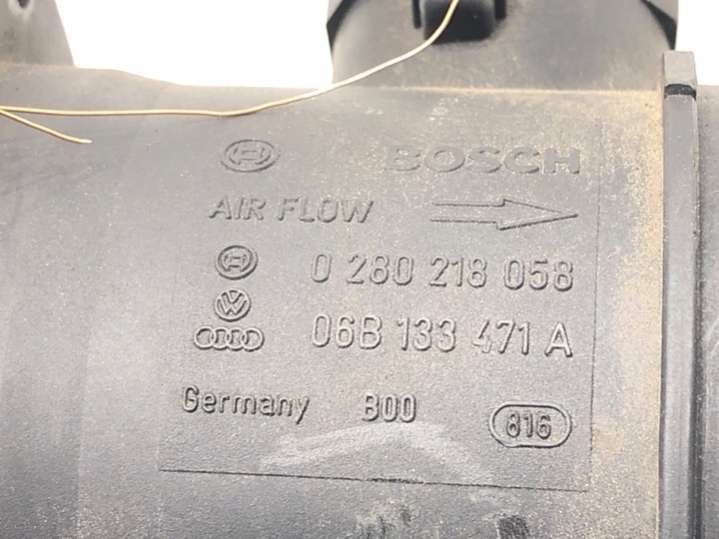 BOSCH
AIR FLOW
0 280 218 058
06B 133 471 A
Germany B00 816